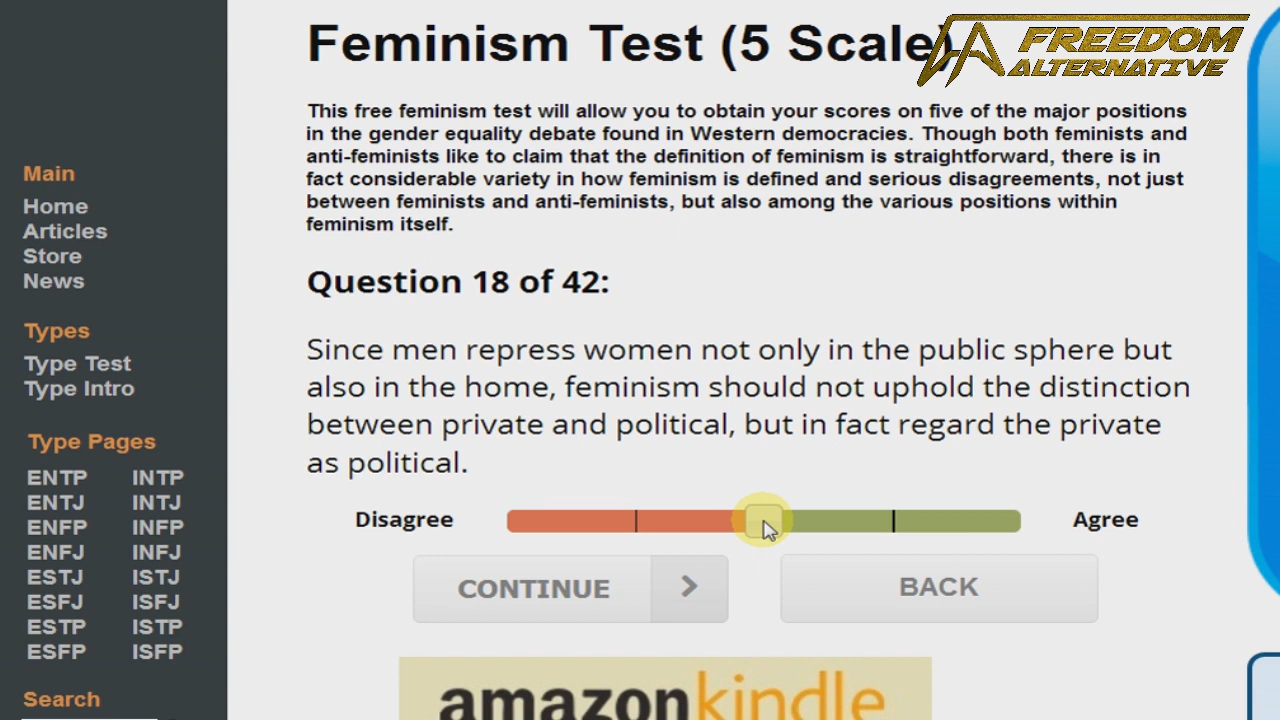 Feminism Test (5 Scale)
FREEDOM
ALTERNATIVE
This free feminism test will allow you to obtain your scores on five of the major positions
in the gender equality debate found in Western democracies. Though both feminists and
anti-feminists like to claim that the definition of feminism is straightforward, there is in
fact considerable variety in how feminism is defined and serious disagreements, not just
between feminists and anti-feminists, but also among the various positions within
feminism itself.
Main
Home
Articles
Store
News
Types
Type Test
Type Intro
Type Pages
ENTP INTP
ENTJ INTJ
ENFP INFP
ENFJ INFJ
ESTJ ISTJ
ESFJ ISFJ
ESTP ISTP
ESFP ISFP
Search
Question 18 of 42:
Since men repress women not only in the public sphere but
also in the home, feminism should not uphold the distinction
between private and political, but in fact regard the private
as political.
Disagree Agree
CONTINUE > BACK
amazonkindle